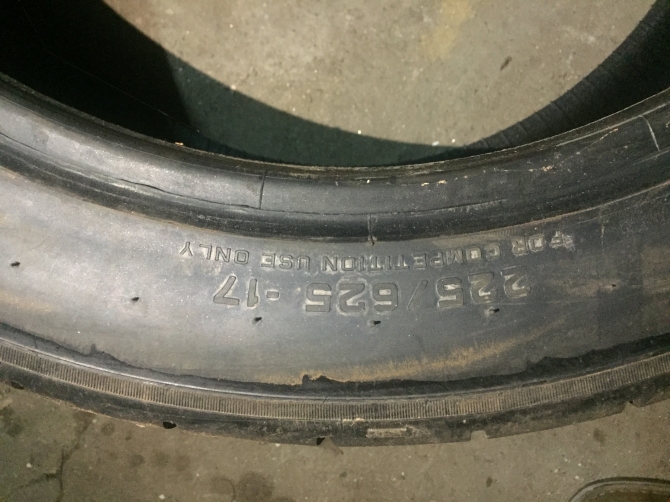 225/625-17
*FOR COMPETITION USE ONLY